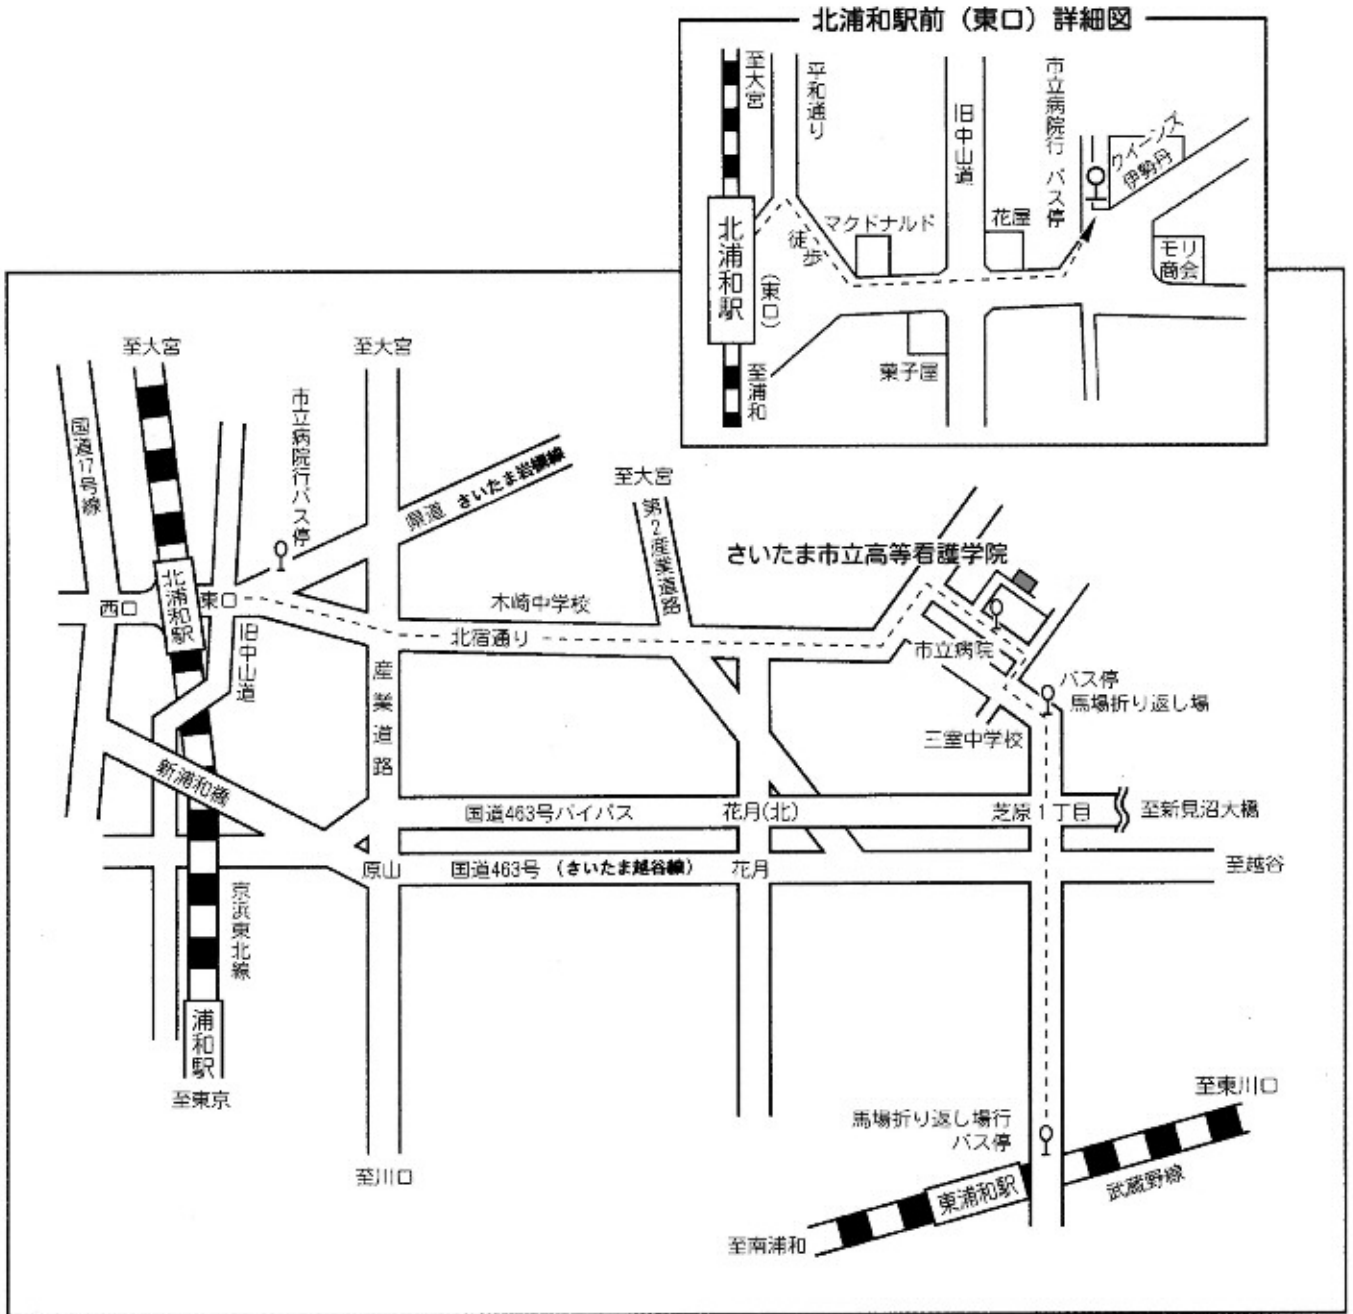 北浦和駅前（東口）詳細図
至大宮
平和通り
旧中山道
市立病院行 バス停
クイーンズ
伊勢丹
マクドナルド
花屋
徒歩
北浦和駅
（東口）
モリ
商会
至浦和
菓子屋
至大宮
至大宮
国道17号線
市立病院行バス停
県道 さいたま岩槻線
至大宮
第2産業道路
さいたま市立高等看護学院
西口
北浦和駅
東口
木崎中学校
北宿通り
旧中山道
市立病院
バス停
馬場折り返し場
産業道路
三室中学校
新浦和橋
国道463号バイパス
花月(北)
芝原1丁目
至新見沼大橋
原山
国道463号 (さいたま越谷線)
花月
至越谷
京浜東北線
浦和駅
至東京
至東川口
馬場折り返し場行
バス停
至川口
東浦和駅
武蔵野線
至南浦和